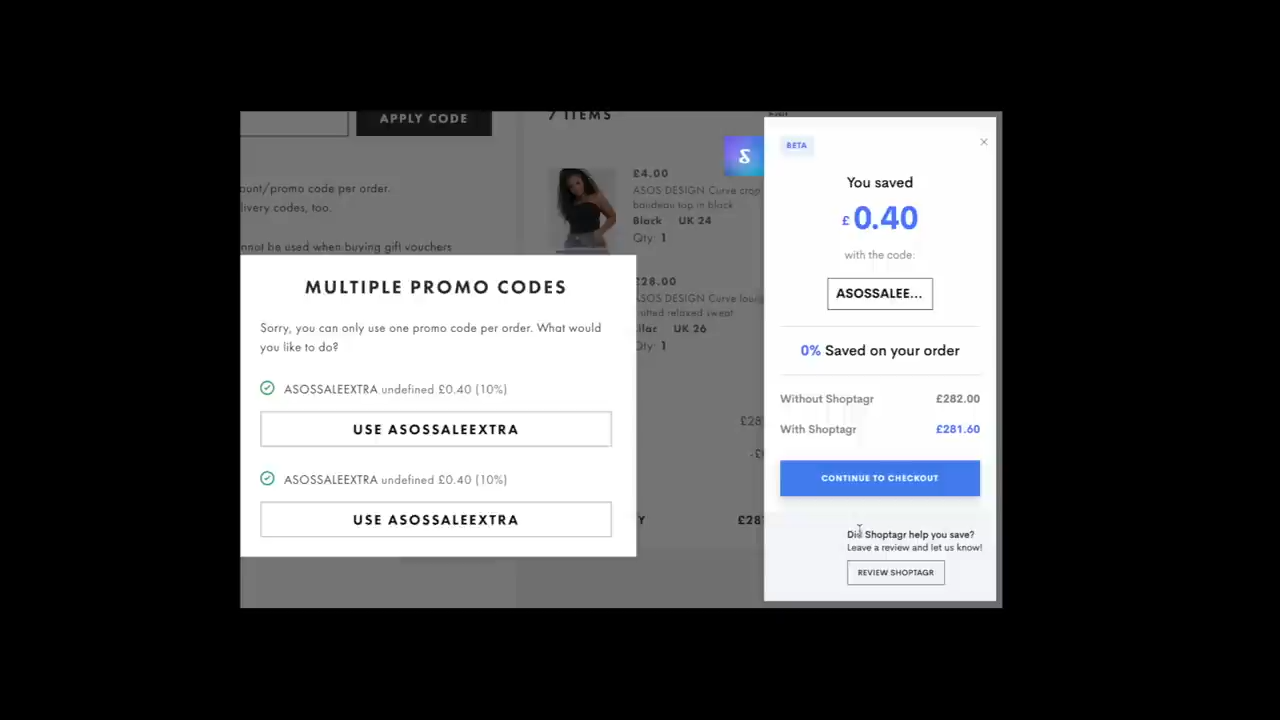 APPLY CODE
7 ITEMS
ount/promo code per order.
livery codes, too.
nnot be used when buying gift vouchers
£4.00
ASOS DESIGN Curve crop
bandeau top in black
Black UK 24
Qty: 1
£28.00
ASOS DESIGN Curve loung
UK 26
Qty: 1
£28
£28
MULTIPLE PROMO CODES
Sorry, you can only use one promo code per order. What would
you like to do?
ASOSSALEEXTRA undefined £0.40 (10%)
USE ASOSSALEEXTRA
ASOSSALEEXTRA undefined £0.40 (10%)
USE ASOSSALEEXTRA
BETA
You saved
£ 0.40
with the code:
ASOSSALEE...
0% Saved on your order
Without Shoptagr £282.00
With Shoptagr £281.60
CONTINUE TO CHECKOUT
Did Shoptagr help you save?
Leave a review and let us know!
REVIEW SHOPTAGR